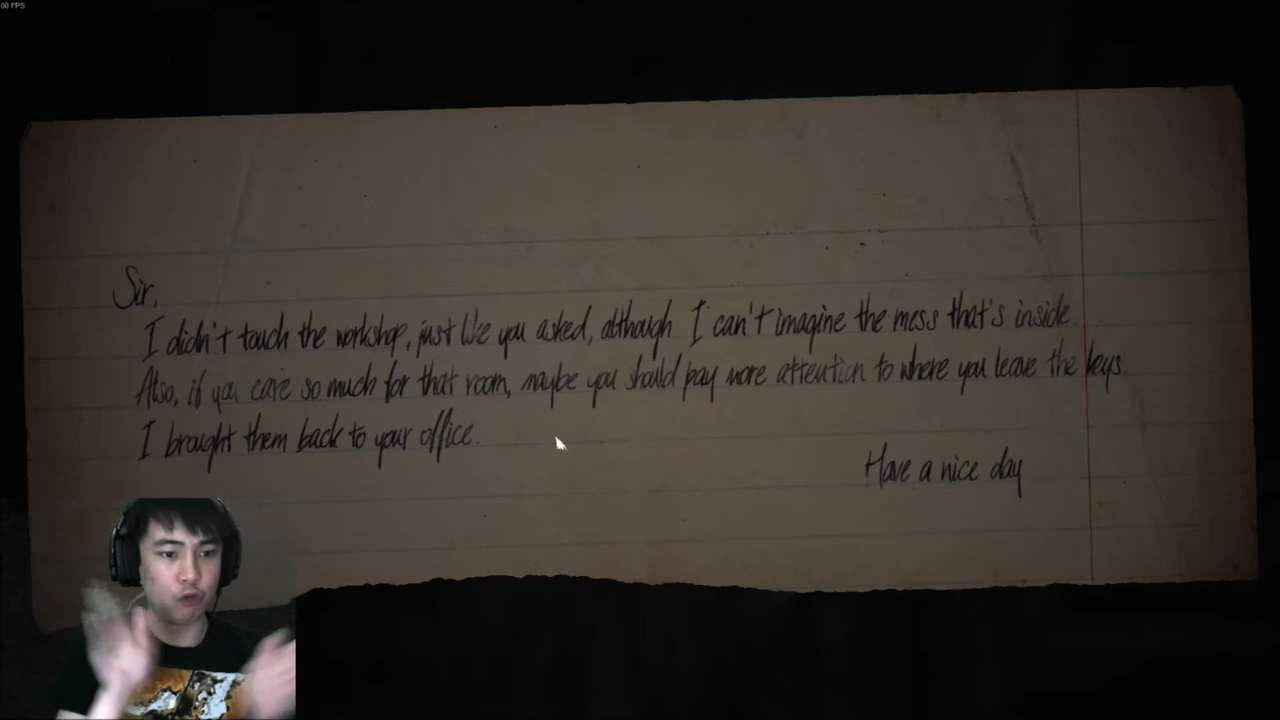 60 FPS
Sir,
I didn't touch the workshop, just like you asked, although I can't imagine the mess that's inside.
Also, if you care so much for that room, maybe you should pay more attention to where you leave the keys.
I brought them back to your office.
Have a nice day